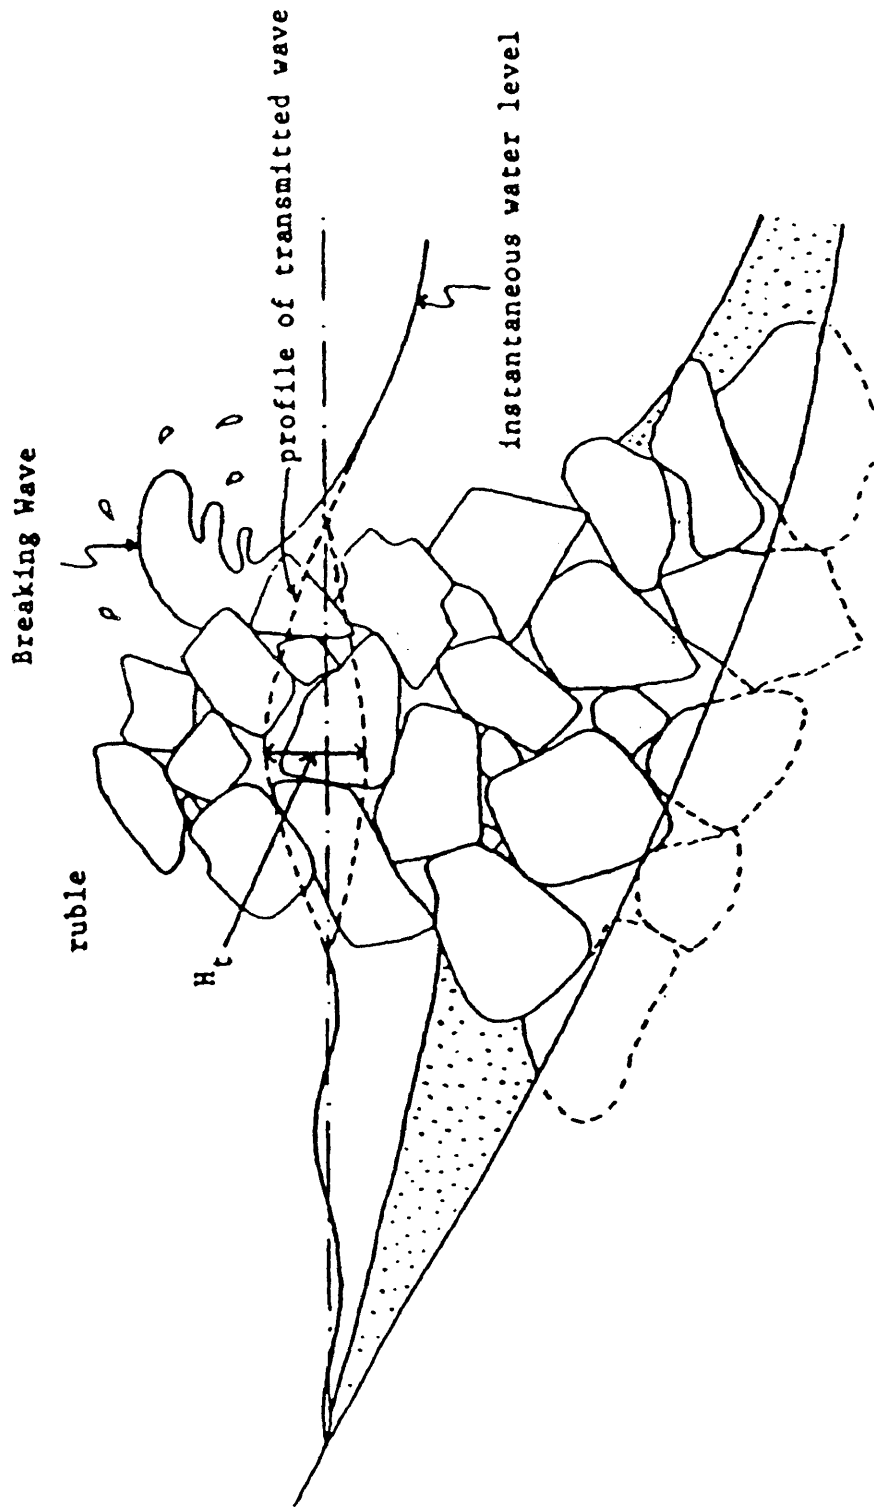 Breaking Wave
ruble
profile of transmitted wave
Ht
instantaneous water level